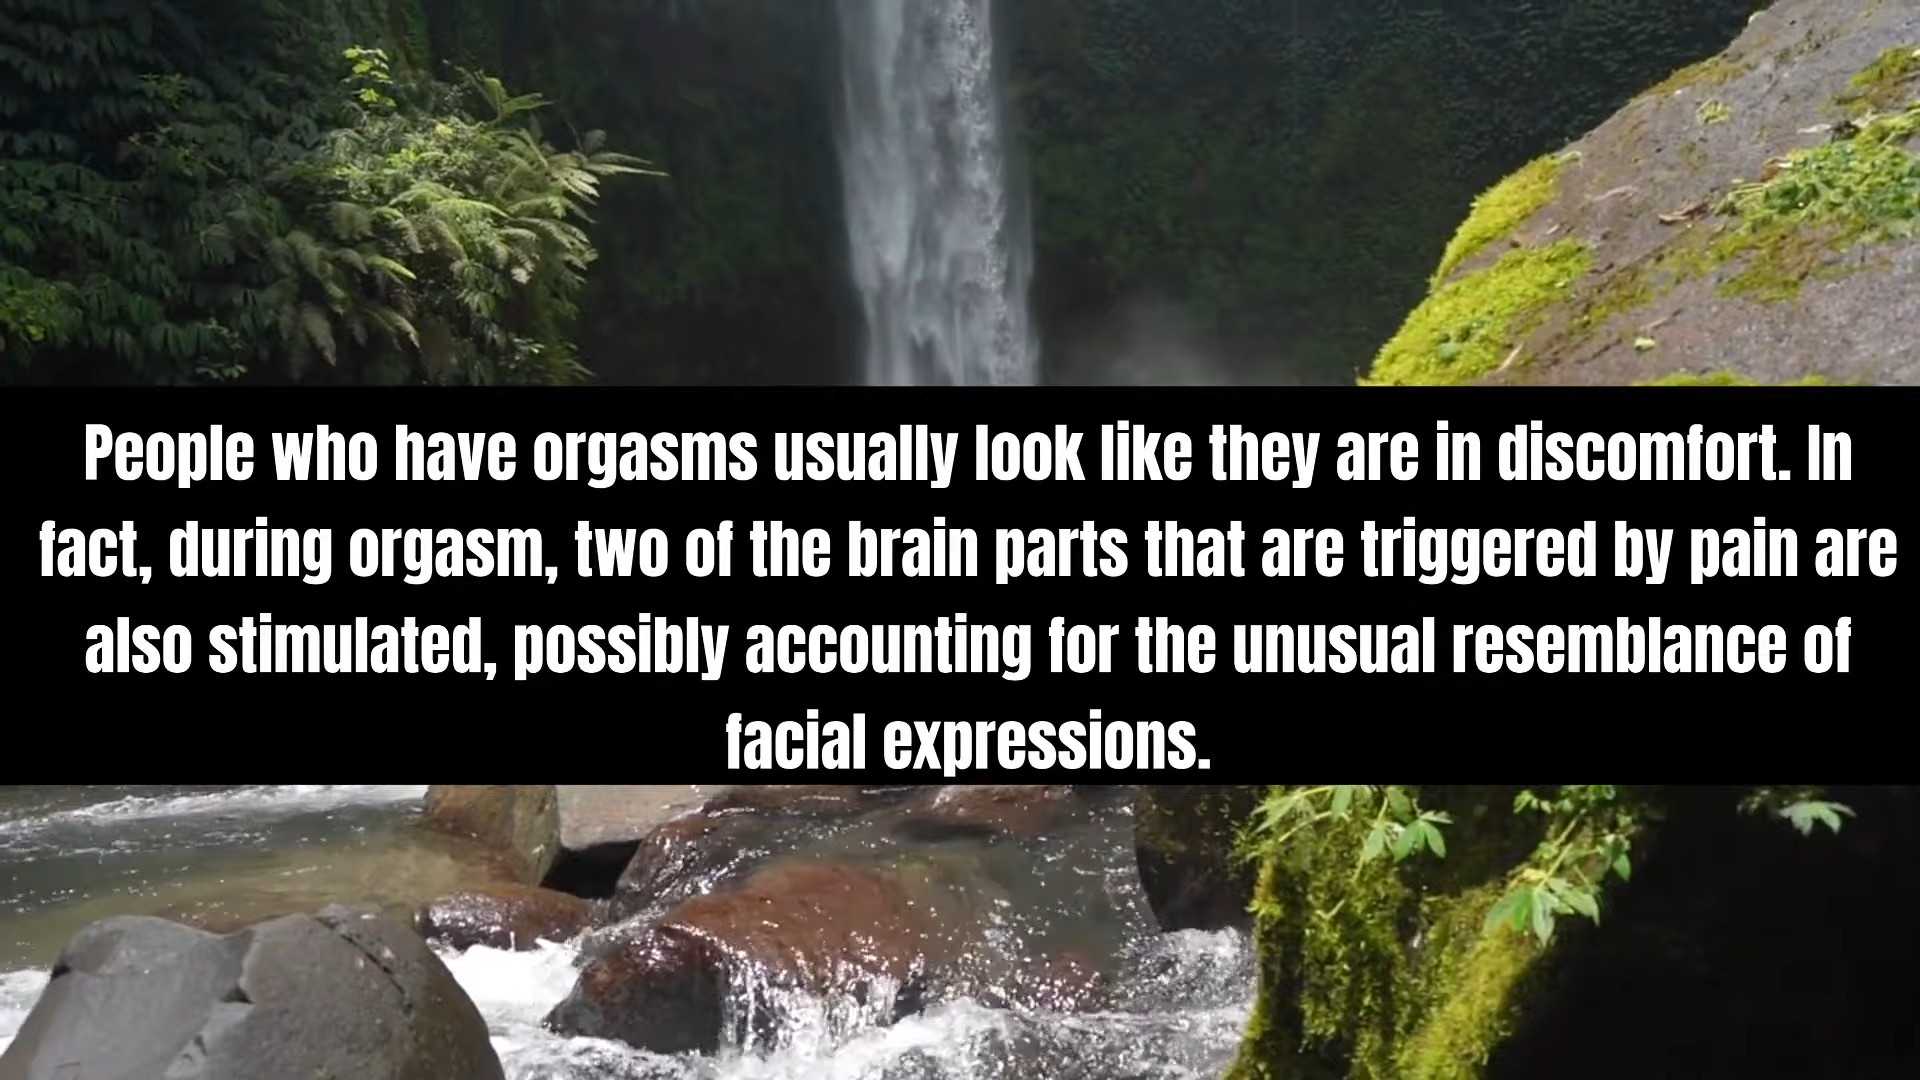 People who have orgasms usually look like they are in discomfort. In
fact, during orgasm, two of the brain parts that are triggered by pain are
also stimulated, possibly accounting for the unusual resemblance of
facial expressions.